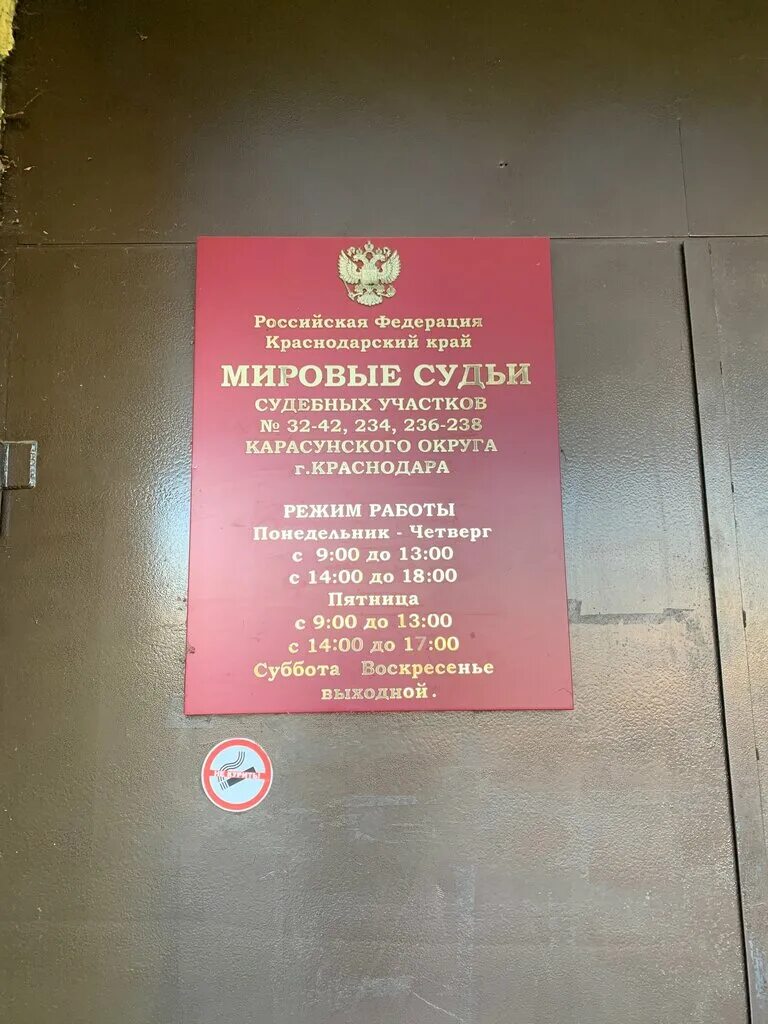 Российская Федерация
Краснодарский край
МИРОВЫЕ СУДЬИ
СУДЕБНЫХ УЧАСТКОВ
№ 32-42, 234, 236-238
КАРАСУНСКОГО ОКРУГА
г.КРАСНОДАРА
РЕЖИМ РАБОТЫ
Понедельник - Четверг
с 9:00 до 13:00
с 14:00 до 18:00
Пятница
с 9:00 до 13:00
с 14:00 до 17:00
Суббота Воскресенье
выходной.
НЕ КУРИТЬ!